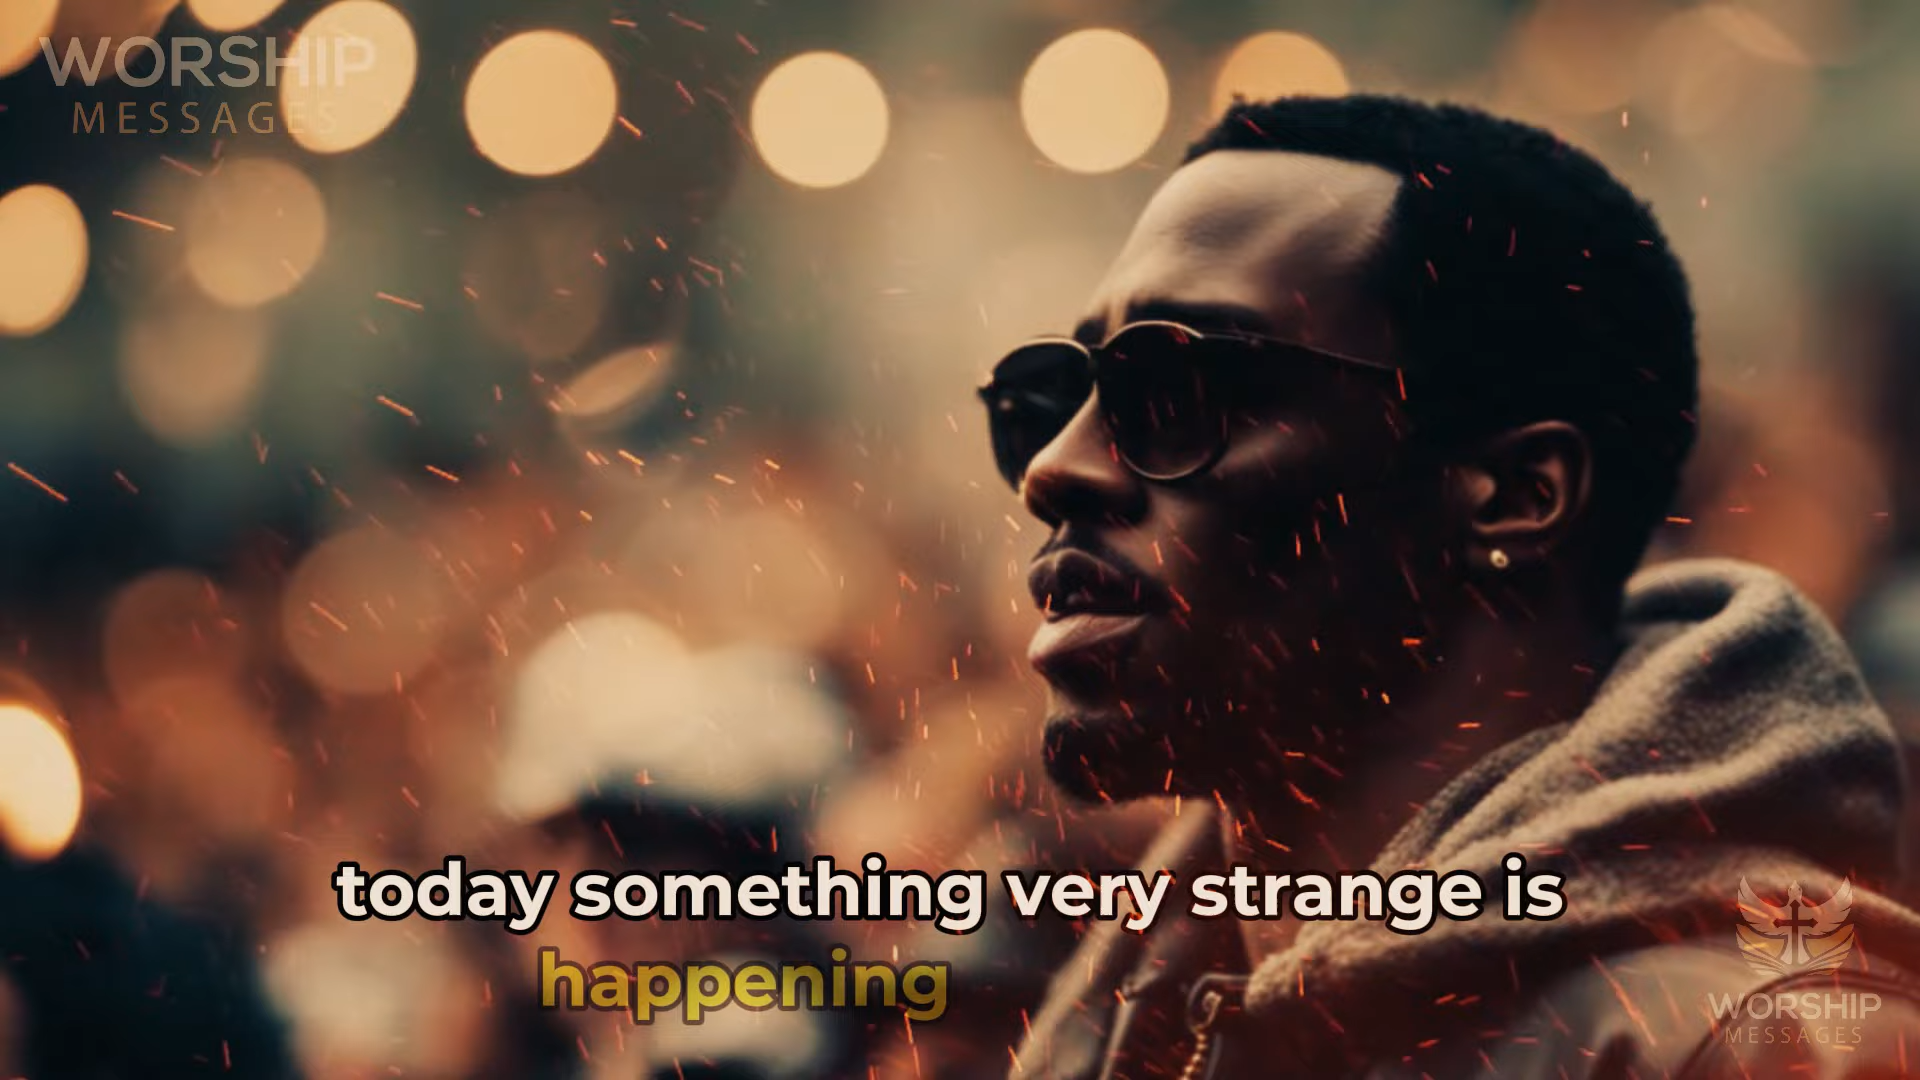 WORSHIP
MESSAGES
today something very strange is
happening
WORSHIP
MESSAGES